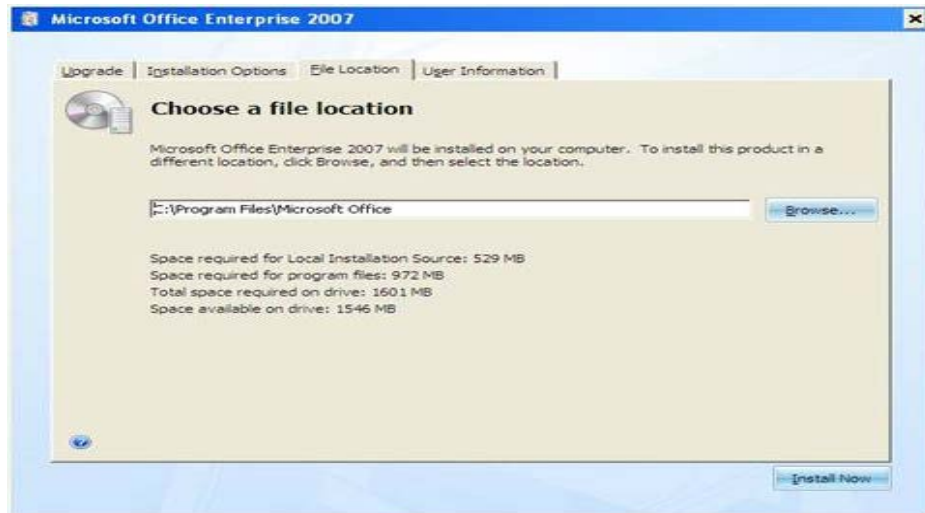 Microsoft Office Enterprise 2007
Upgrade Installation Options File Location User Information
Choose a file location
Microsoft Office Enterprise 2007 will be installed on your computer. To install this product in a
different location, click Browse, and then select the location.
C:\Program Files\Microsoft Office
Browse...
Space required for Local Installation Source: 529 MB
Space required for program files: 972 MB
Total space required on drive: 1601 MB
Space available on drive: 1546 MB
Install Now